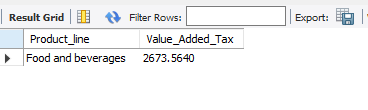 Result Grid Filter Rows: Export:
Product_line Value_Added_Tax
Food and beverages 2673.5640